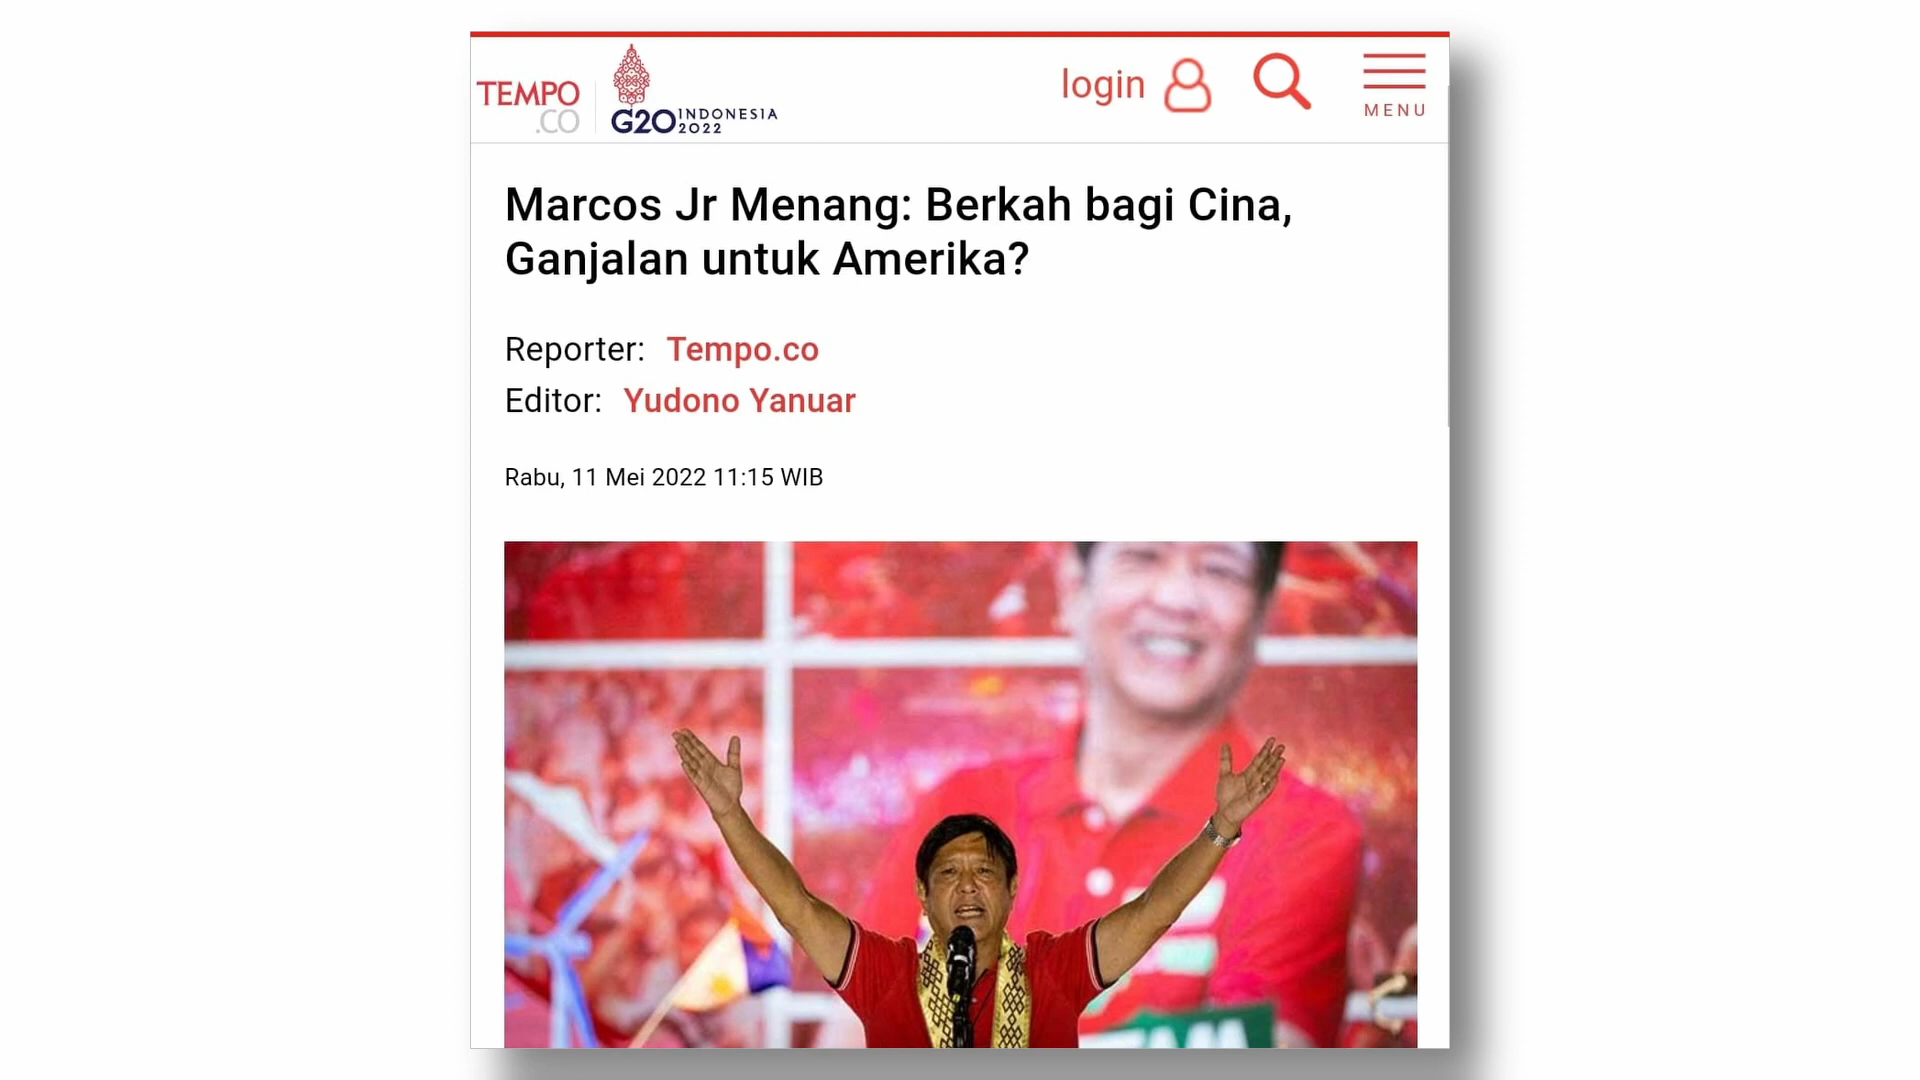 TEMPO
.CO
G20 INDONESIA
2022
login
MENU
Marcos Jr Menang: Berkah bagi Cina,
Ganjalan untuk Amerika?
Reporter: Tempo.co
Editor: Yudono Yanuar
Rabu, 11 Mei 2022 11:15 WIB